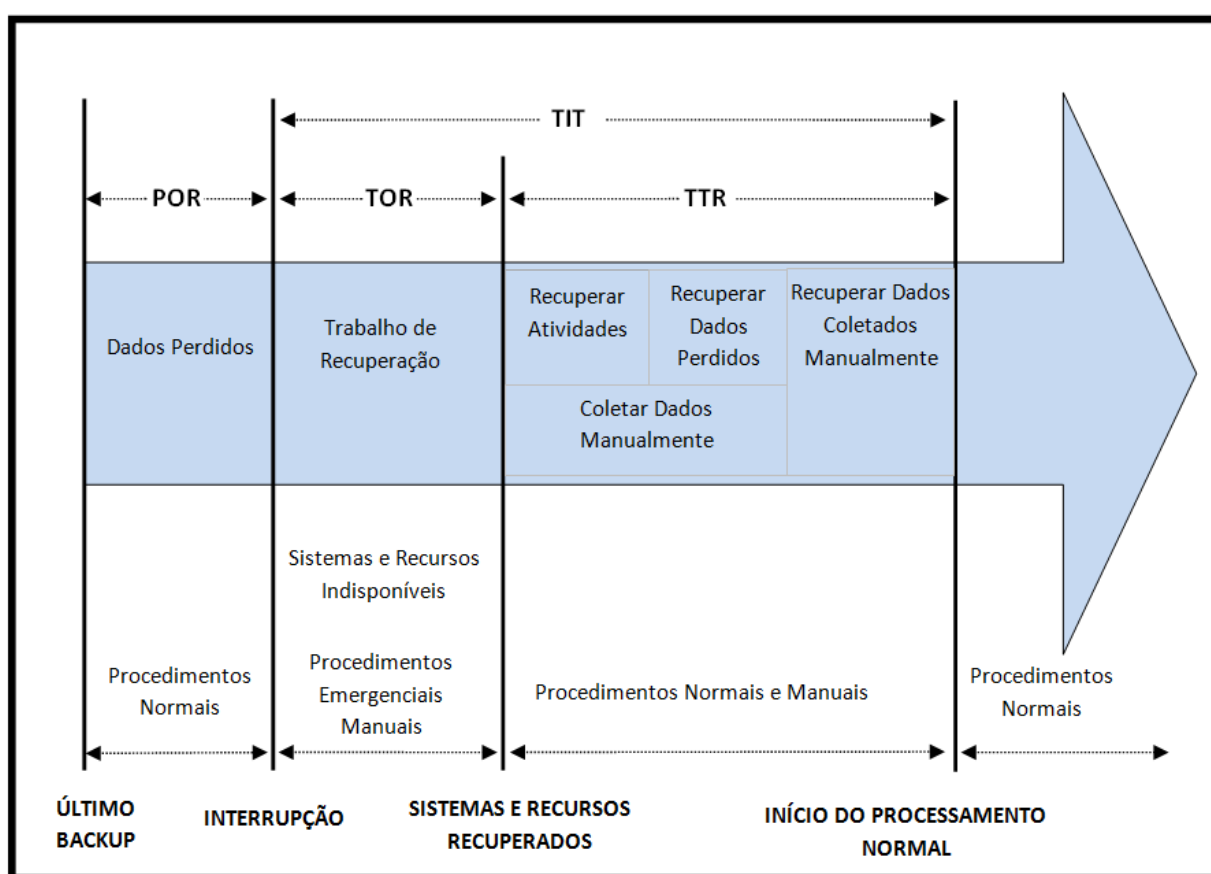 TIT
POR
TOR
TTR
Dados Perdidos
Trabalho de
Recuperação
Recuperar
Atividades
Recuperar
Dados
Perdidos
Recuperar Dados
Coletados
Manualmente
Coletar Dados
Manualmente
Sistemas e Recursos
Indisponíveis
Procedimentos
Normais
Procedimentos
Emergenciais
Manuais
Procedimentos Normais e Manuais
Procedimentos
Normais
ÚLTIMO
BACKUP
INTERRUPÇÃO
SISTEMAS E RECURSOS
RECUPERADOS
INÍCIO DO PROCESSAMENTO
NORMAL